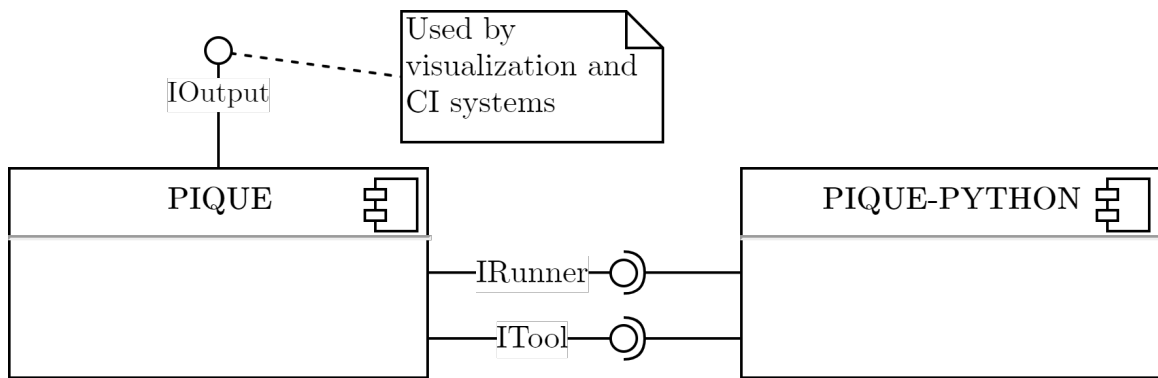 Used by
visualization and
CI systems
IOutput
PIQUE
PIQUE-PYTHON
IRunner
ITool